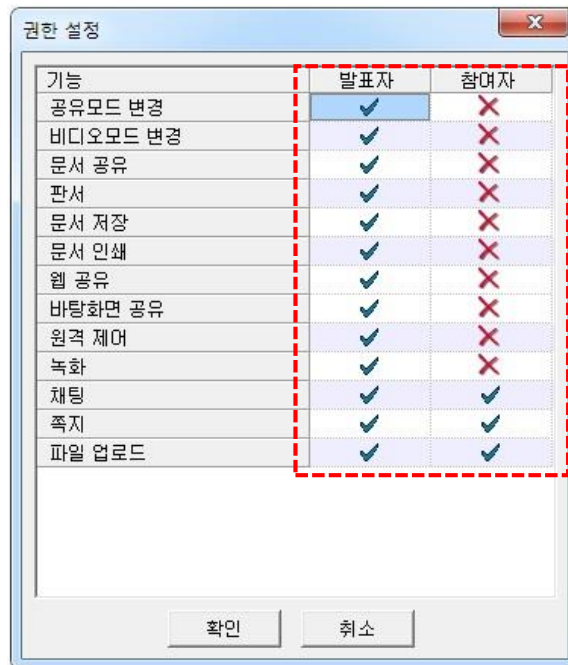 권한 설정
기능 발표자 참여자
공유모드 변경
비디오모드 변경
문서 공유
판서
문서 저장
문서 인쇄
웹 공유
바탕화면 공유
원격 제어
녹화
채팅
쪽지
파일 업로드
확인 취소